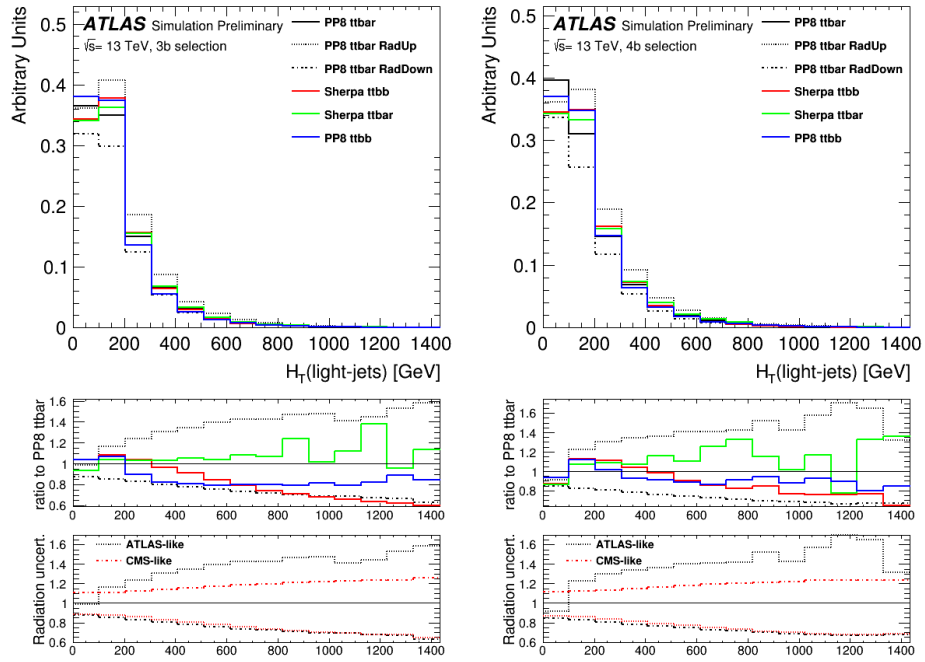 ATLAS Simulation Preliminary
√s= 13 TeV, 3b selection
PP8 ttbar
PP8 ttbar RadUp
PP8 ttbar RadDown
Sherpa ttbb
Sherpa ttbar
PP8 ttbb
Arbitrary Units
0.5
0.4
0.3
0.2
0.1
0
0 200 400 600 800 1000 1200 1400
H_T(light-jets) [GeV]
ratio to PP8 ttbar
1.6
1.4
1.2
1
0.8
0.6
0 200 400 600 800 1000 1200 1400
Radiation uncert.
ATLAS-like
CMS-like
1.6
1.4
1.2
1
0.8
0.6
0 200 400 600 800 1000 1200 1400
ATLAS Simulation Preliminary
√s= 13 TeV, 4b selection
PP8 ttbar
PP8 ttbar RadUp
PP8 ttbar RadDown
Sherpa ttbb
Sherpa ttbar
PP8 ttbb
Arbitrary Units
0.5
0.4
0.3
0.2
0.1
0
0 200 400 600 800 1000 1200 1400
H_T(light-jets) [GeV]
ratio to PP8 ttbar
1.6
1.4
1.2
1
0.8
0 200 400 600 800 1000 1200 1400
Radiation uncert.
ATLAS-like
CMS-like
1.6
1.4
1.2
1
0.8
0.6
0 200 400 600 800 1000 1200 1400